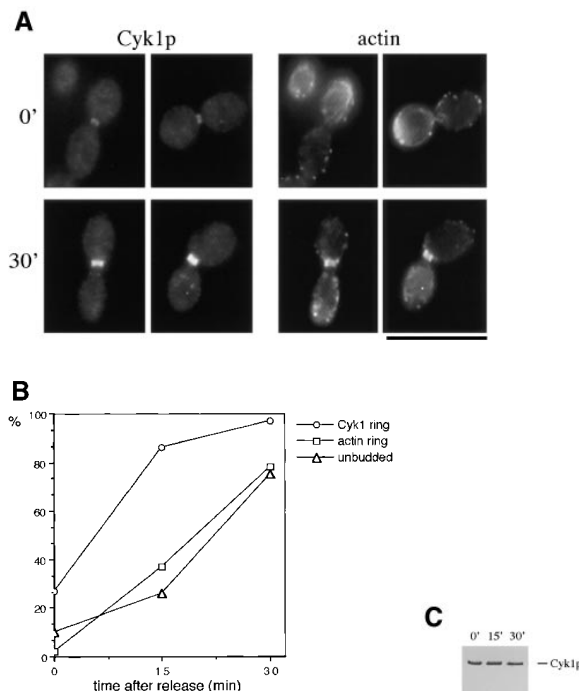 A
Cyk1p
actin
0'
30'
B
%
100
80
60
40
20
0
0
15
30
time after release (min)
Cyk1 ring
actin ring
unbudded
C
0' 15' 30'
Cyk1p